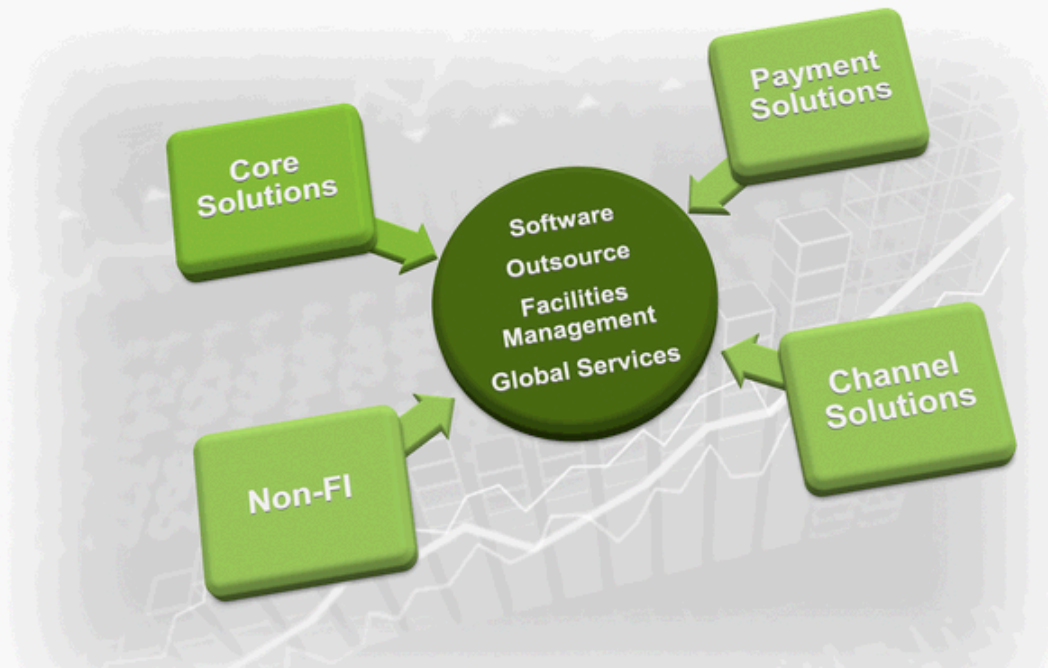 Payment
Solutions
Core
Solutions
Software
Outsource
Facilities
Management
Global Services
Channel
Solutions
Non-FI